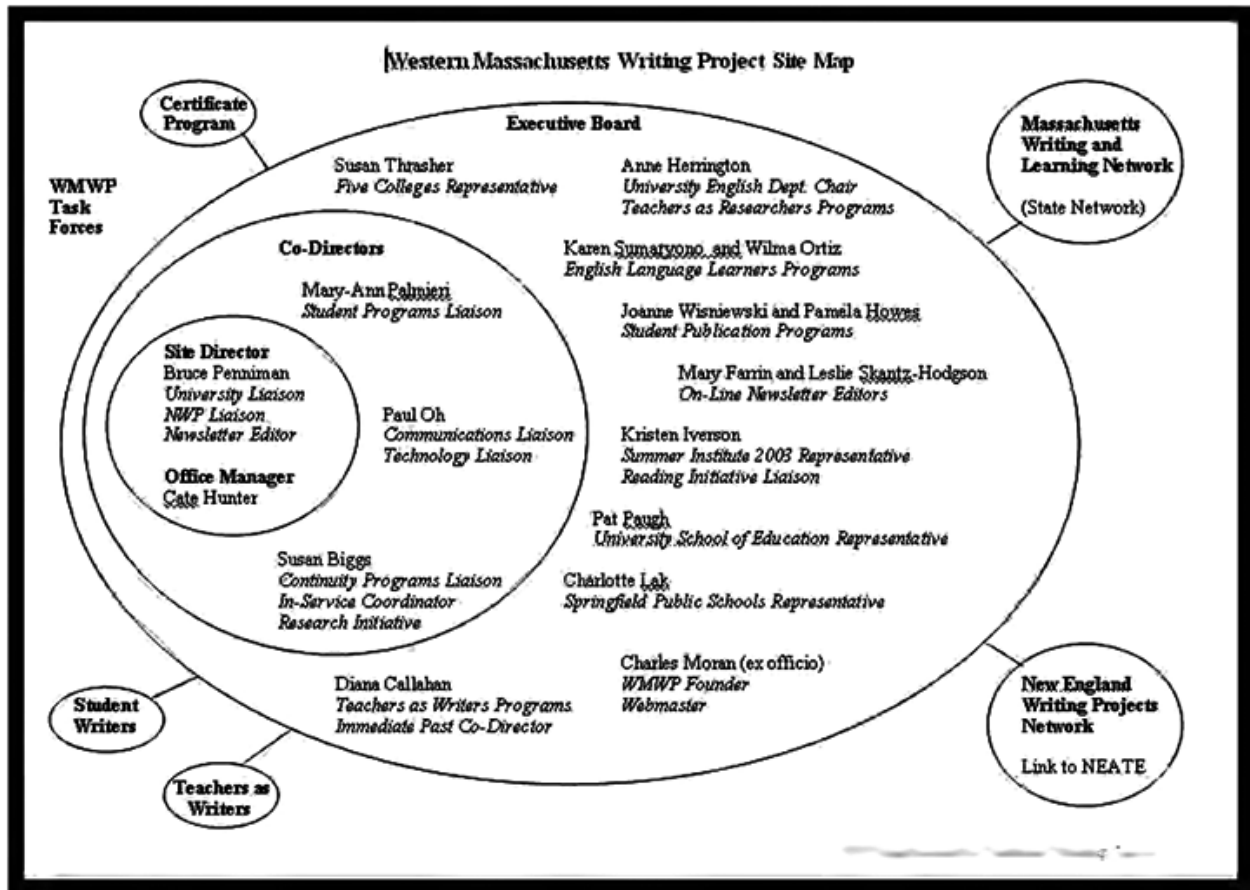 Western Massachusetts Writing Project Site Map
Certificate
Program
WMWP
Task
Forces
Executive Board
Susan Thrasher
Five Colleges Representative
Anne Herrington
University English Dept. Chair
Teachers as Researchers Programs
Massachusetts
Writing and
Learning Network
(State Network)
Co-Directors
Mary-Ann Palmieri
Student Programs Liaison
Karen Sumaryono and Wilma Ortiz
English Language Learners Programs
Joanne Wisniewski and Pamela Howes
Student Publication Programs
Site Director
Bruce Penniman
University Liaison
NWP Liaison
Newsletter Editor
Office Manager
Cate Hunter
Paul Oh
Communications Liaison
Technology Liaison
Mary Farrin and Leslie Skantz-Hodgson
On-Line Newsletter Editors
Kristen Iverson
Summer Institute 2003 Representative
Reading Initiative Liaison
Pat Paugh
University School of Education Representative
Susan Biggs
Continuity Programs Liaison
In-Service Coordinator
Research Initiative
Charlotte Lak
Springfield Public Schools Representative
Diana Callahan
Teachers as Writers Programs
Immediate Past Co-Director
Charles Moran (ex officio)
WMWP Founder
Webmaster
Student
Writers
Teachers as
Writers
New England
Writing Projects
Network
Link to NEATE